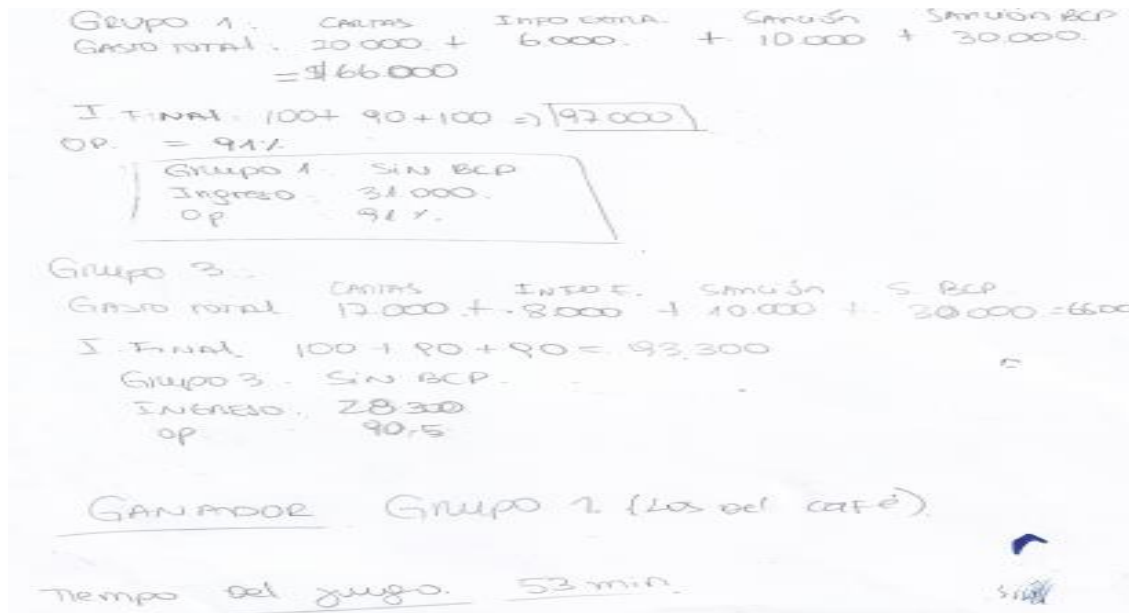 GRUPO 1. CARTAS INFO EXTRA. SANCIÓN SANCIÓN BCP
GASTO TOTAL. 20.000 + 6.000. + 10.000 + 30.000.
= $66.000
I. FINAL. 100 + 90 + 100 => 97.000
OP. = 91%.
Grupo 1. SIN BCP
Ingreso. 31.000.
Op 91%.
Grupo 3.
CARTAS INFO E. SANCIÓN S. BCP
GASTO TOTAL 17.000 + 8.000 + 10.000 + 30.000 = 6600
I. FINAL 100 + 90 + 90 = 93.300
Grupo 3. SIN BCP.
INGRESO. 28.300
OP 90,5
GANADOR Grupo 1 (Los del café)
Tiempo del juego. 53 min.